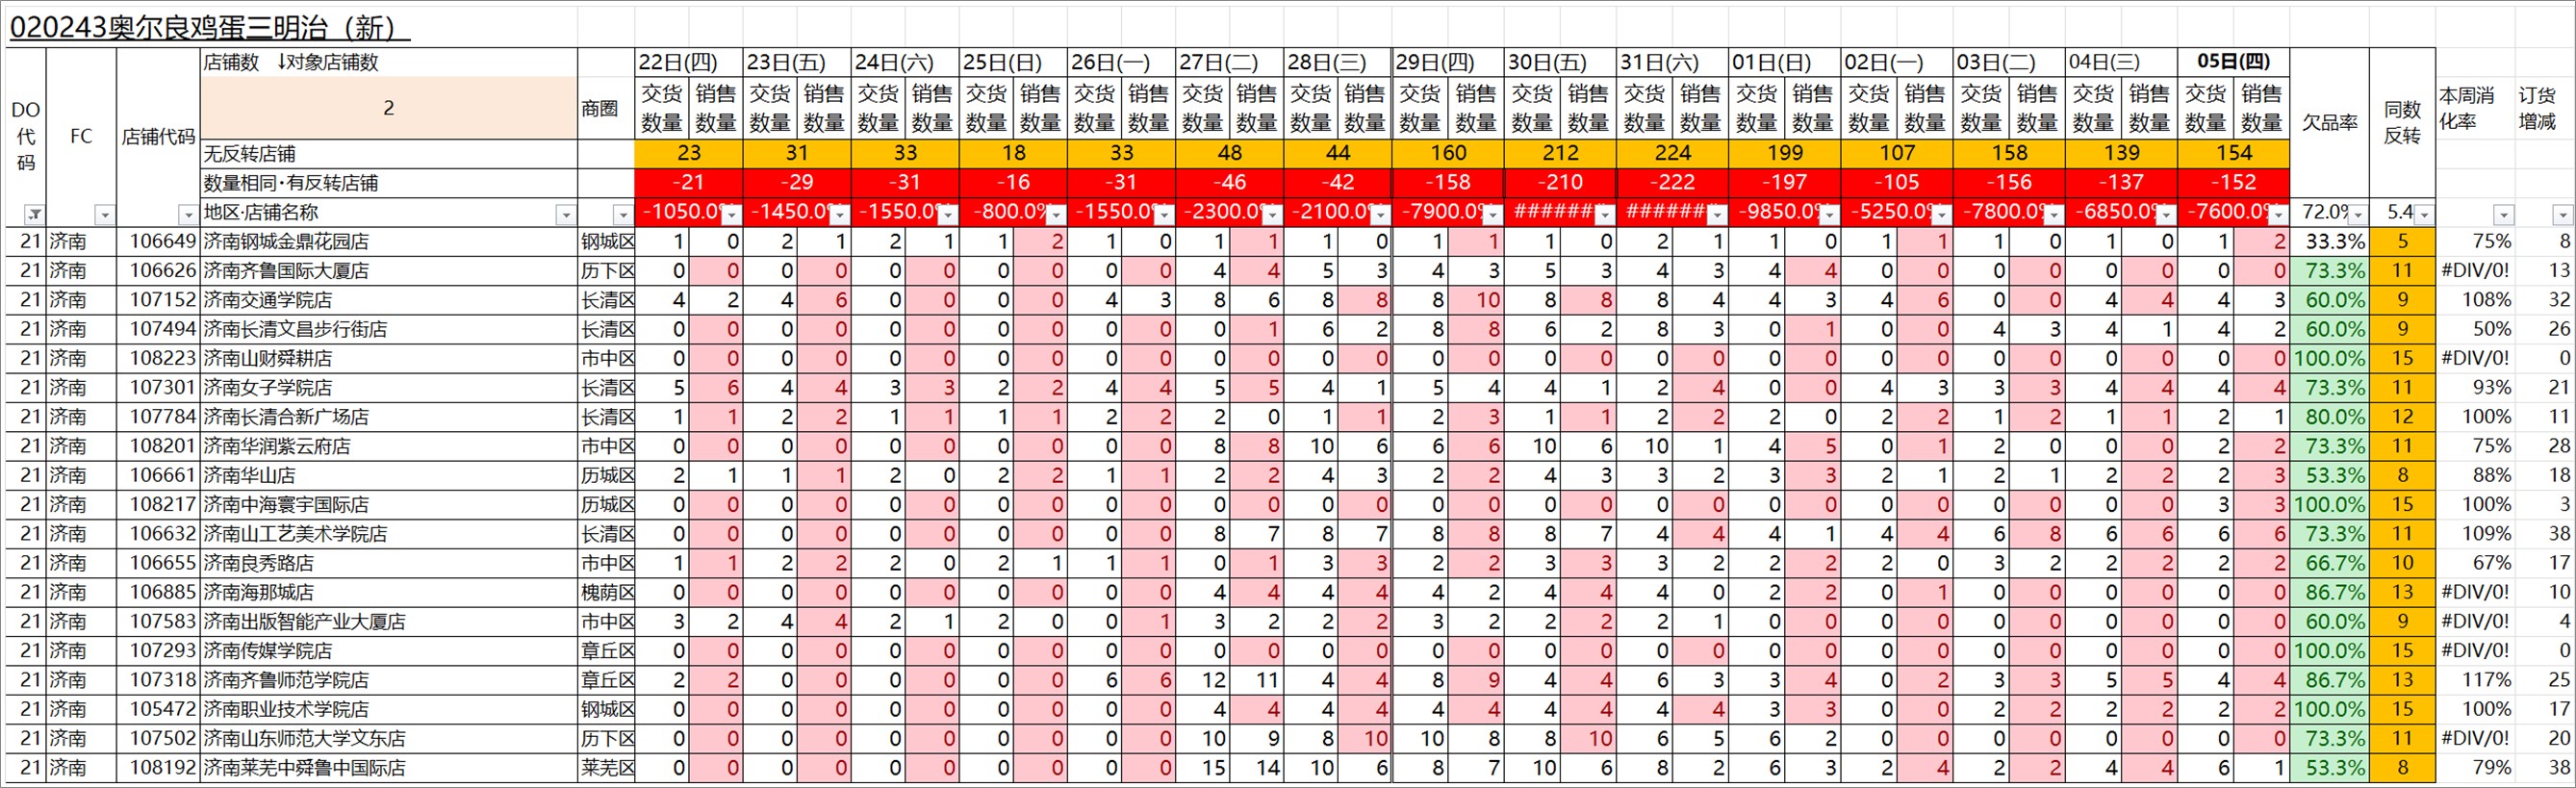 020243奥尔良鸡蛋三明治（新）
店铺数 ↓对象店铺数 22日(四) 23日(五) 24日(六) 25日(日) 26日(一) 27日(二) 28日(三) 29日(四) 30日(五) 31日(六) 01日(日) 02日(一) 03日(二) 04日(三) 05日(四)
DO代码 FC 店铺代码 2 商圈 交货数量 销售数量 交货数量 销售数量 交货数量 销售数量 交货数量 销售数量 交货数量 销售数量 交货数量 销售数量 交货数量 销售数量 交货数量 销售数量 交货数量 销售数量 交货数量 销售数量 交货数量 销售数量 交货数量 销售数量 交货数量 销售数量 交货数量 销售数量 交货数量 销售数量 欠品率 同数反转 本周消化率 订货增减
无反转店铺 23 31 33 18 33 48 44 160 212 224 199 107 158 139 154
数量相同·有反转店铺 -21 -29 -31 -16 -31 -46 -42 -158 -210 -222 -197 -105 -156 -137 -152
地区·店铺名称 -1050.0% -1450.0% -1550.0% -800.0% -1550.0% -2300.0% -2100.0% -7900.0% ####### ####### -9850.0% -5250.0% -7800.0% -6850.0% -7600.0% 72.0% 5.4
21 济南 106649 济南钢城金鼎花园店 钢城区 1 0 2 1 2 1 1 2 1 0 1 1 1 0 1 1 1 0 2 1 1 0 1 1 1 0 1 0 1 2 33.3% 5 75% 8
21 济南 106626 济南齐鲁国际大厦店 历下区 0 0 0 0 0 0 0 0 0 0 4 4 5 3 4 3 5 3 4 3 4 4 0 0 0 0 0 0 0 0 73.3% 11 #DIV/0! 13
21 济南 107152 济南交通学院店 长清区 4 2 4 6 0 0 0 0 4 3 8 6 8 8 8 10 8 8 8 4 4 3 4 6 0 0 4 4 4 3 60.0% 9 108% 32
21 济南 107494 济南长清文昌步行街店 长清区 0 0 0 0 0 0 0 0 0 0 0 1 6 2 8 8 6 2 8 3 0 1 0 0 4 3 4 1 4 2 60.0% 9 50% 26
21 济南 108223 济南山财舜耕店 市中区 0 0 0 0 0 0 0 0 0 0 0 0 0 0 0 0 0 0 0 0 0 0 0 0 0 0 0 0 0 0 100.0% 15 #DIV/0! 0
21 济南 107301 济南女子学院店 长清区 5 6 4 4 3 3 2 2 4 4 5 5 4 1 5 4 4 1 2 4 0 0 4 3 3 3 4 4 4 4 73.3% 11 93% 21
21 济南 107784 济南长清合新广场店 长清区 1 1 2 2 1 1 1 1 2 2 2 0 1 1 2 3 1 1 2 2 2 0 2 2 1 2 1 1 2 1 80.0% 12 100% 11
21 济南 108201 济南华润紫云府店 市中区 0 0 0 0 0 0 0 0 0 0 8 8 10 6 6 6 10 6 10 1 4 5 0 1 2 0 0 0 2 2 73.3% 11 75% 28
21 济南 106661 济南华山店 历城区 2 1 1 1 2 0 2 2 1 1 2 2 4 3 2 2 4 3 3 2 3 3 2 1 2 1 2 2 2 3 53.3% 8 88% 18
21 济南 108217 济南中海寰宇国际店 历城区 0 0 0 0 0 0 0 0 0 0 0 0 0 0 0 0 0 0 0 0 0 0 0 0 0 0 0 0 3 3 100.0% 15 100% 3
21 济南 106632 济南山工艺美术学院店 长清区 0 0 0 0 0 0 0 0 0 0 8 7 8 7 8 8 8 7 4 4 4 1 4 4 6 8 6 6 6 6 73.3% 11 109% 38
21 济南 106655 济南良秀路店 市中区 1 1 2 2 2 0 2 1 1 1 0 1 3 3 2 2 3 3 3 2 2 2 2 0 3 2 2 2 2 2 66.7% 10 67% 17
21 济南 106885 济南海那城店 槐荫区 0 0 0 0 0 0 0 0 0 0 4 4 4 4 4 2 4 4 4 0 2 2 0 1 0 0 0 0 0 0 86.7% 13 #DIV/0! 10
21 济南 107583 济南出版智能产业大厦店 市中区 3 2 4 4 2 1 2 0 0 1 3 2 2 2 3 2 2 2 2 1 0 0 0 0 0 0 0 0 0 0 60.0% 9 #DIV/0! 4
21 济南 107293 济南传媒学院店 章丘区 0 0 0 0 0 0 0 0 0 0 0 0 0 0 0 0 0 0 0 0 0 0 0 0 0 0 0 0 0 0 100.0% 15 #DIV/0! 0
21 济南 107318 济南齐鲁师范学院店 章丘区 2 2 0 0 0 0 0 0 6 6 12 11 4 4 8 9 4 4 6 3 3 4 0 2 3 3 5 5 4 4 86.7% 13 117% 25
21 济南 105472 济南职业技术学院店 钢城区 0 0 0 0 0 0 0 0 0 0 4 4 4 4 4 4 4 4 4 4 3 3 0 0 2 2 2 2 2 2 100.0% 15 100% 17
21 济南 107502 济南山东师范大学文东店 历下区 0 0 0 0 0 0 0 0 0 0 10 9 8 10 10 8 8 10 6 5 6 2 0 0 0 0 0 0 0 0 73.3% 11 #DIV/0! 20
21 济南 108192 济南莱芜中舜鲁中国际店 莱芜区 0 0 0 0 0 0 0 0 0 0 15 14 10 6 8 7 10 6 8 2 6 3 2 4 2 2 4 4 6 1 53.3% 8 79% 38